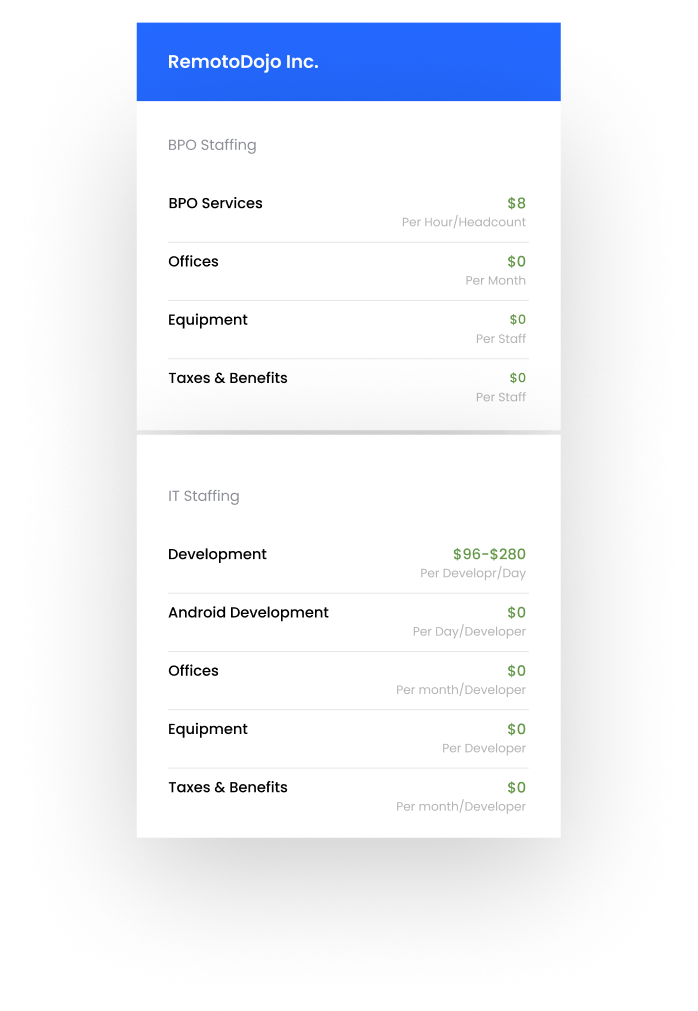 RemotoDojo Inc.
BPO Staffing
BPO Services $8
Per Hour/Headcount
Offices $0
Per Month
Equipment $0
Per Staff
Taxes & Benefits $0
Per Staff
IT Staffing
Development $96-$280
Per Developr/Day
Android Development $0
Per Day/Developer
Offices $0
Per month/Developer
Equipment $0
Per Developer
Taxes & Benefits $0
Per month/Developer